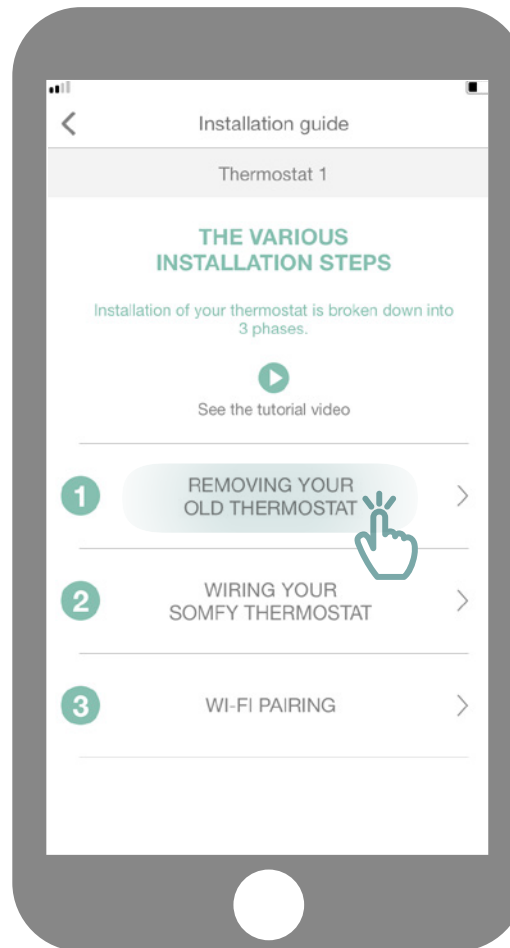 Installation guide
Thermostat 1
THE VARIOUS
INSTALLATION STEPS
Installation of your thermostat is broken down into
3 phases.
See the tutorial video
1
REMOVING YOUR
OLD THERMOSTAT
2
WIRING YOUR
SOMFY THERMOSTAT
3
WI-FI PAIRING